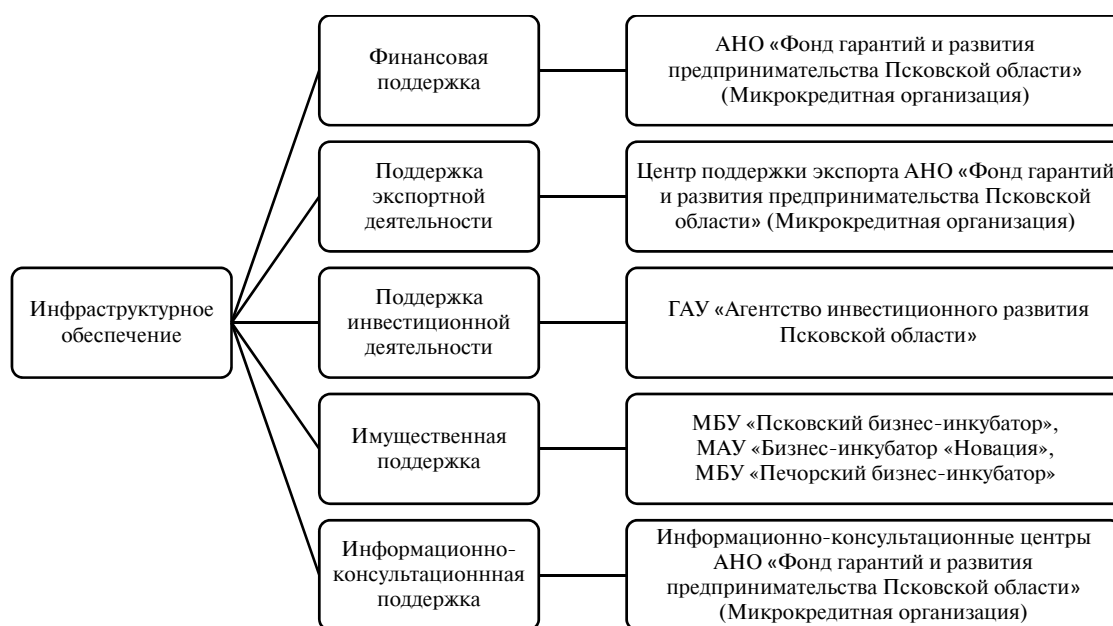 Инфраструктурное
обеспечение
Финансовая
поддержка
АНО «Фонд гарантий и развития
предпринимательства Псковской области»
(Микрокредитная организация)
Поддержка
экспортной
деятельности
Центр поддержки экспорта АНО «Фонд гарантий
и развития предпринимательства Псковской
области» (Микрокредитная организация)
Поддержка
инвестиционной
деятельности
ГАУ «Агентство инвестиционного развития
Псковской области»
Имущественная
поддержка
МБУ «Псковский бизнес-инкубатор»,
МАУ «Бизнес-инкубатор «Новация»,
МБУ «Печорский бизнес-инкубатор»
Информационно-
консультационнная
поддержка
Информационно-консультационные центры
АНО «Фонд гарантий и развития
предпринимательства Псковской области»
(Микрокредитная организация)